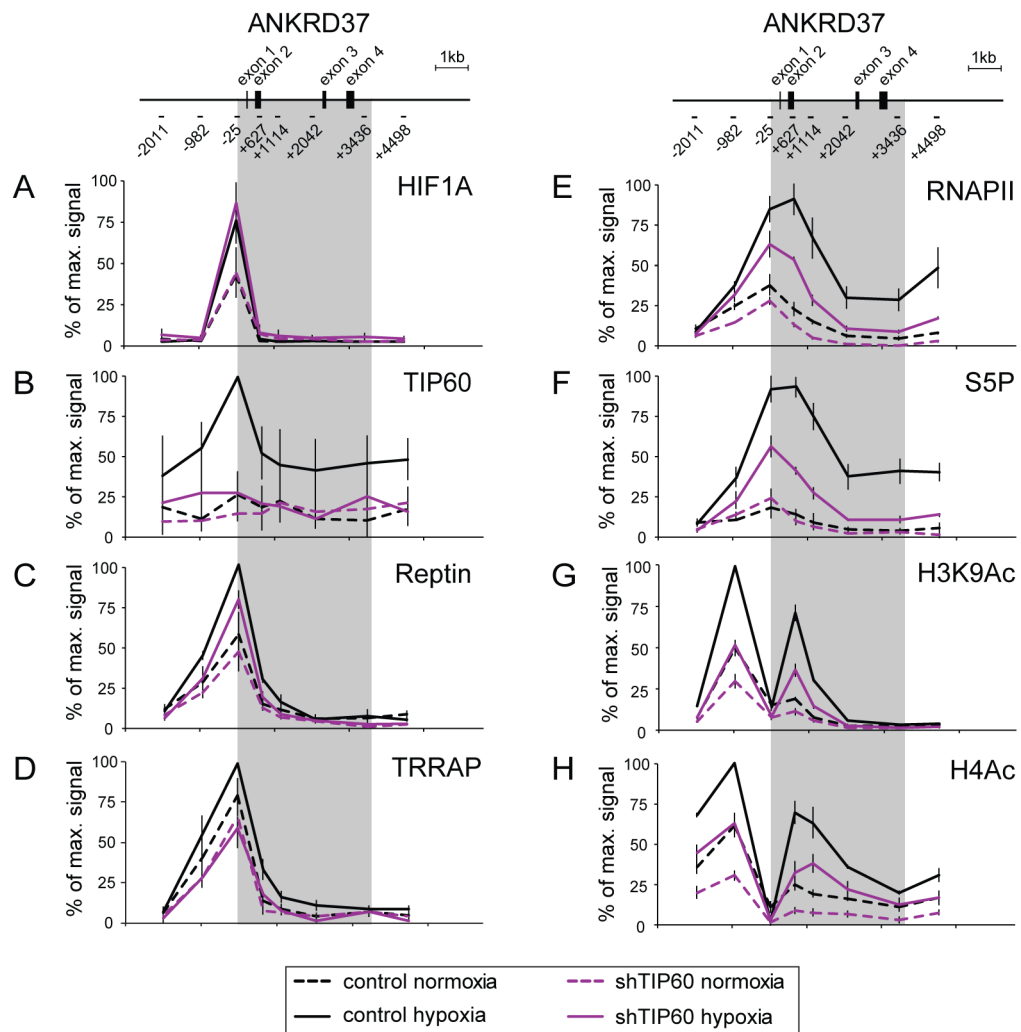 ANKRD37
exon 1
exon 2
exon 3
exon 4
1kb
-2011
-982
-25
+627
+1114
+2042
+3436
+4498
A
HIF1A
% of max. signal
100
75
50
25
0
B
TIP60
% of max. signal
100
75
50
25
0
C
Reptin
% of max. signal
100
75
50
25
0
D
TRRAP
% of max. signal
100
75
50
25
0
ANKRD37
exon 1
exon 2
exon 3
exon 4
1kb
-2011
-982
-25
+627
+1114
+2042
+3436
+4498
E
RNAPII
% of max. signal
100
75
50
25
0
F
S5P
% of max. signal
100
75
50
25
0
G
H3K9Ac
% of max. signal
100
75
50
25
0
H
H4Ac
% of max. signal
100
75
50
25
0
control normoxia
shTIP60 normoxia
control hypoxia
shTIP60 hypoxia